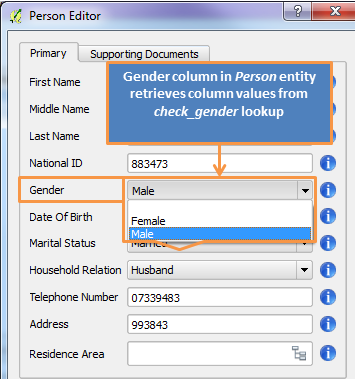 Person Editor
Primary
Supporting Documents
First Name
Middle Name
Last Name
Gender column in Person entity
retrieves column values from
check_gender lookup
National ID 883473
Gender Male
Female
Male
Date Of Birth
Marital Status Married
Household Relation Husband
Telephone Number 07339483
Address 993843
Residence Area